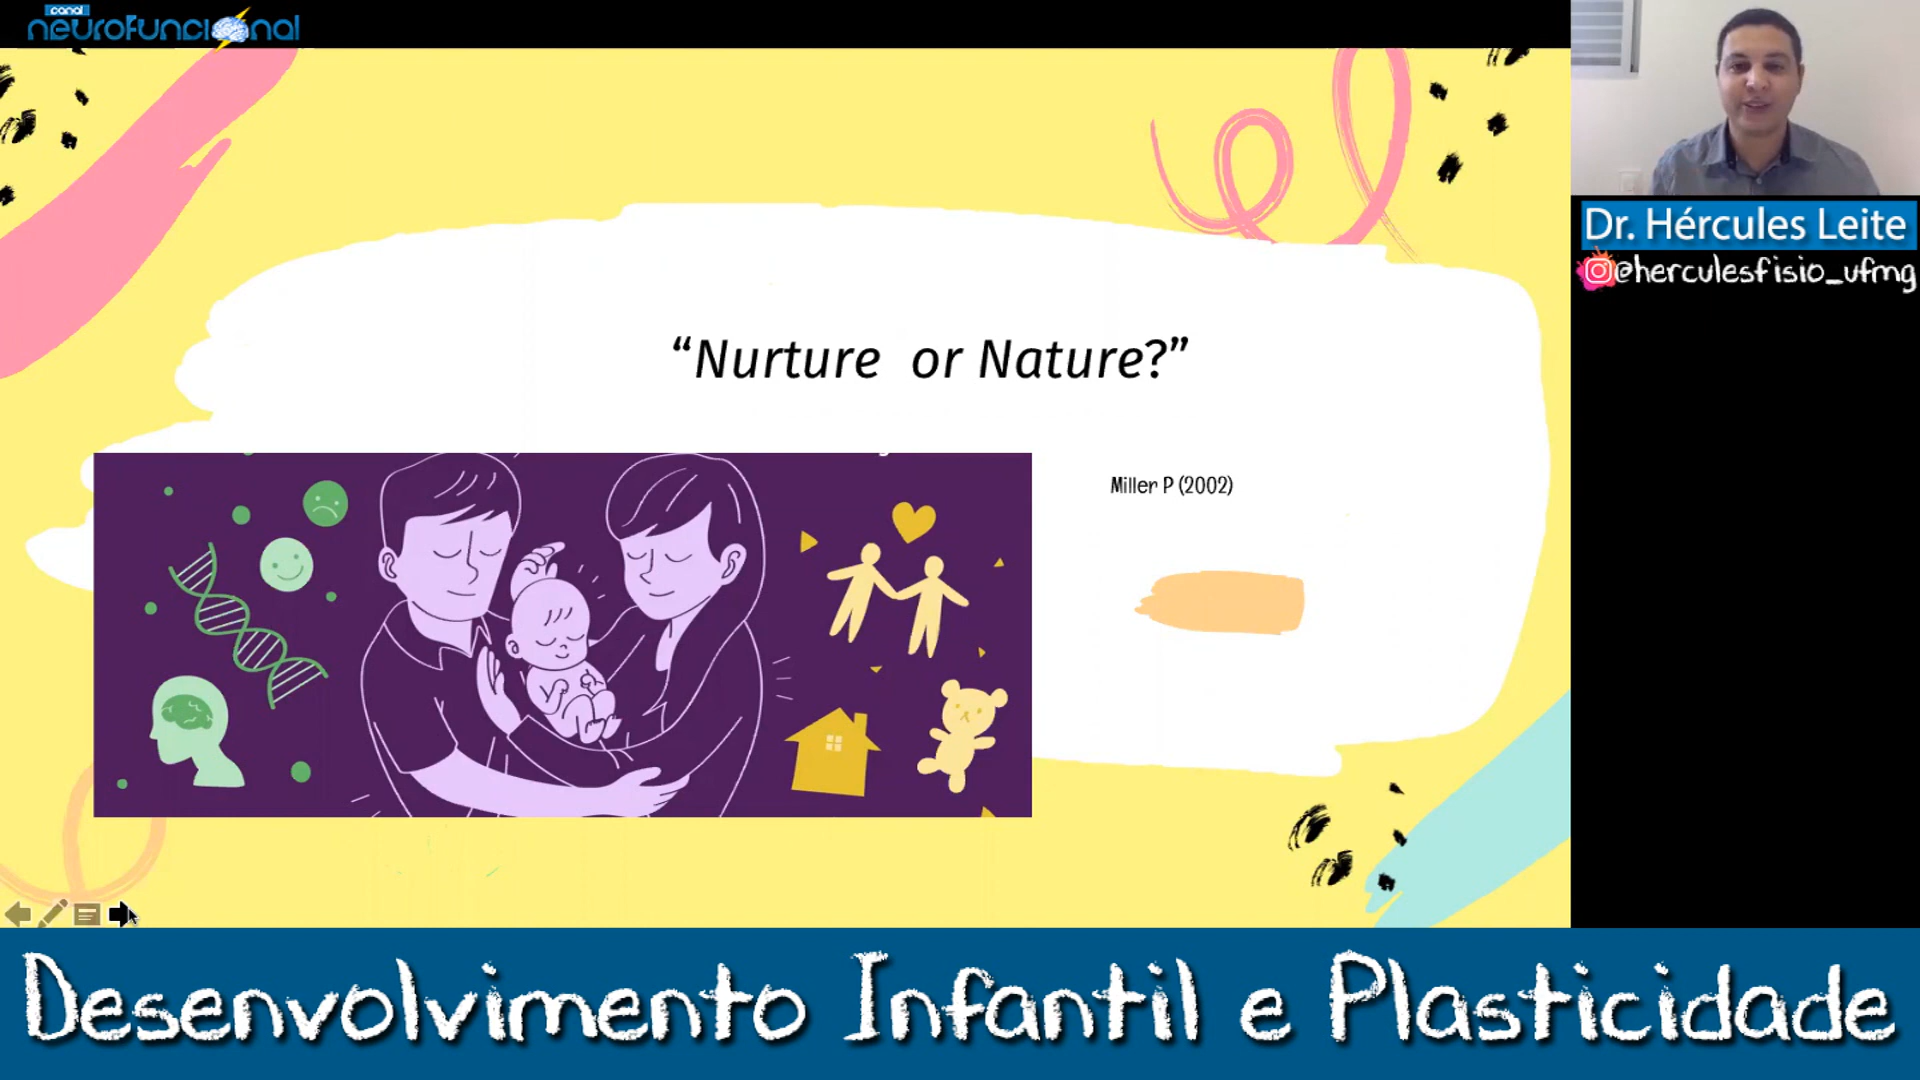 canal
neurofuncional
Dr. Hércules Leite
@herculesfisio_ufmg
“Nurture or Nature?”
Miller P (2002)
Desenvolvimento Infantil e Plasticidade